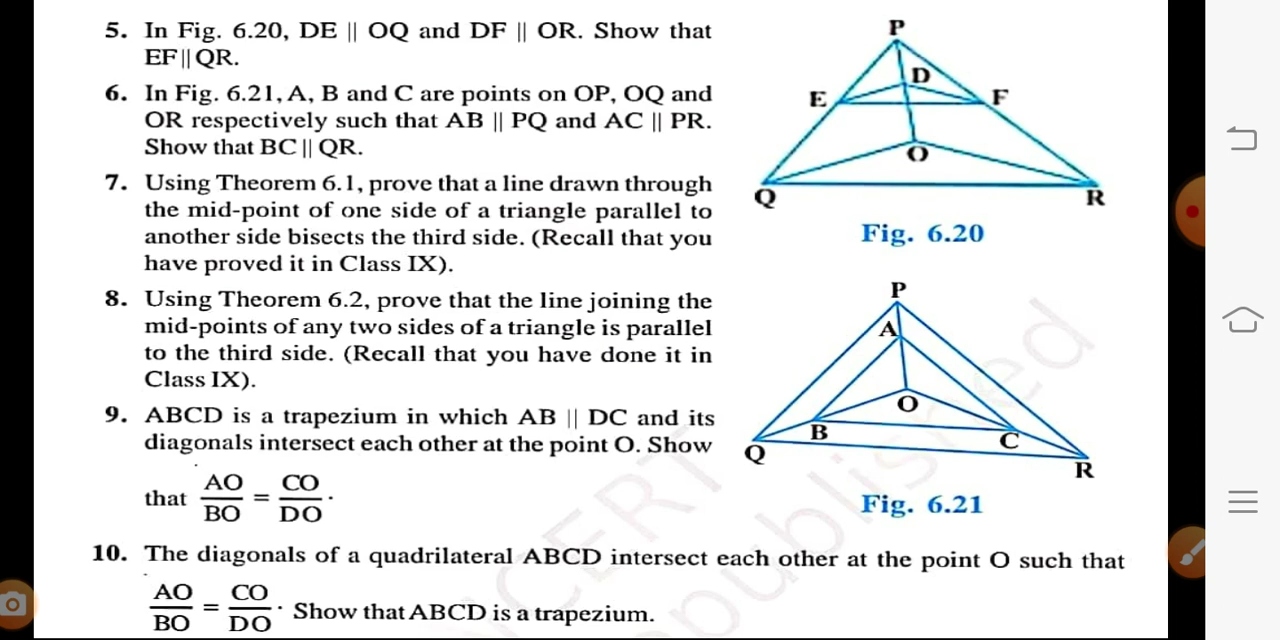 5. In Fig. 6.20, DE || OQ and DF || OR. Show that
EF || QR.
6. In Fig. 6.21, A, B and C are points on OP, OQ and
OR respectively such that AB || PQ and AC || PR.
Show that BC || QR.
7. Using Theorem 6.1, prove that a line drawn through
the mid-point of one side of a triangle parallel to
another side bisects the third side. (Recall that you
have proved it in Class IX).
8. Using Theorem 6.2, prove that the line joining the
mid-points of any two sides of a triangle is parallel
to the third side. (Recall that you have done it in
Class IX).
9. ABCD is a trapezium in which AB || DC and its
diagonals intersect each other at the point O. Show
that AO/BO = CO/DO.
10. The diagonals of a quadrilateral ABCD intersect each other at the point O such that
AO/BO = CO/DO. Show that ABCD is a trapezium.
P
D
E
F
O
Q
R
Fig. 6.20
P
A
O
B
C
Q
R
Fig. 6.21
NCERT
published